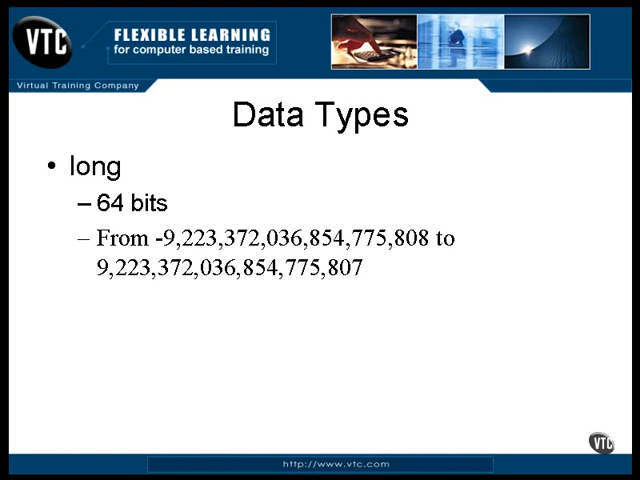 VTC
FLEXIBLE LEARNING
for computer based training
Virtual Training Company
Data Types
• long
– 64 bits
– From -9,223,372,036,854,775,808 to
9,223,372,036,854,775,807
VTC
http://www.vtc.com